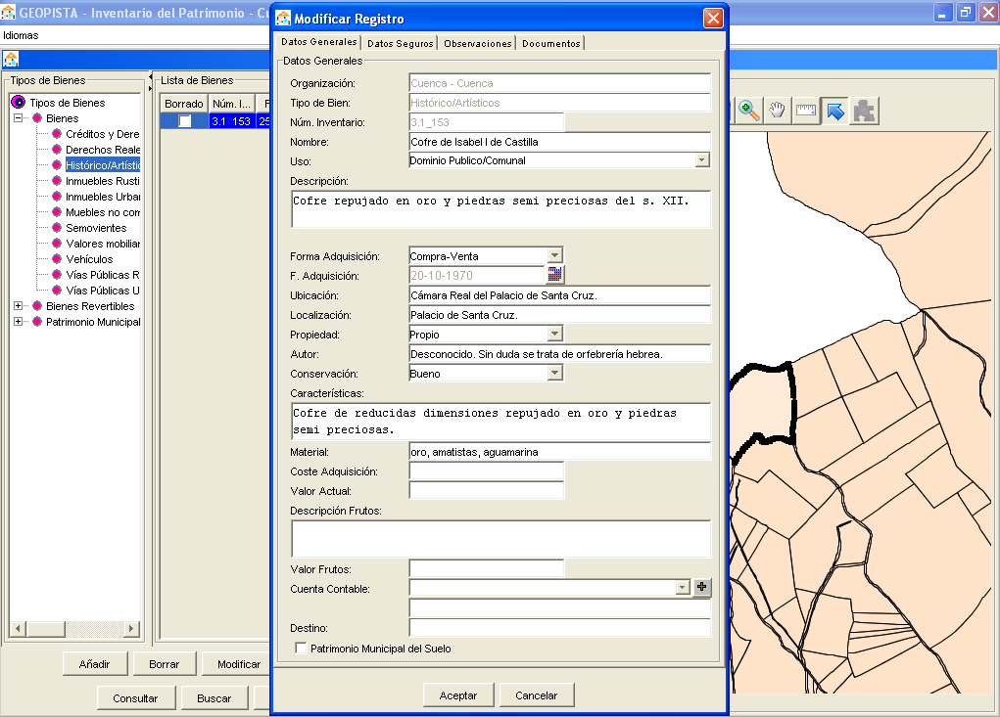 GEOPISTA - Inventario del Patrimonio - Cu
Idiomas
Tipos de Bienes
Tipos de Bienes
Bienes
Créditos y Dere
Derechos Reale
Histórico/Artístic
Inmuebles Rusti
Inmuebles Urba
Muebles no com
Semovientes
Valores mobiliar
Vehículos
Vías Públicas R
Vías Públicas U
Bienes Revertibles
Patrimonio Municipal
Lista de Bienes
Borrado Núm. I... F
3.1_153 25
Añadir Borrar Modificar
Consultar Buscar
Modificar Registro
Datos Generales Datos Seguros Observaciones Documentos
Datos Generales
Organización: Cuenca - Cuenca
Tipo de Bien: Histórico/Artísticos
Núm. Inventario: 3.1_153
Nombre: Cofre de Isabel I de Castilla
Uso: Dominio Publico/Comunal
Descripción:
Cofre repujado en oro y piedras semi preciosas del s. XII.
Forma Adquisición: Compra-Venta
F. Adquisición: 20-10-1970
Ubicación: Cámara Real del Palacio de Santa Cruz.
Localización: Palacio de Santa Cruz.
Propiedad: Propio
Autor: Desconocido. Sin duda se trata de orfebrería hebrea.
Conservación: Bueno
Características:
Cofre de reducidas dimensiones repujado en oro y piedras
semi preciosas.
Material: oro, amatistas, aguamarina
Coste Adquisición:
Valor Actual:
Descripción Frutos:
Valor Frutos:
Cuenta Contable:
Destino:
Patrimonio Municipal del Suelo
Aceptar Cancelar